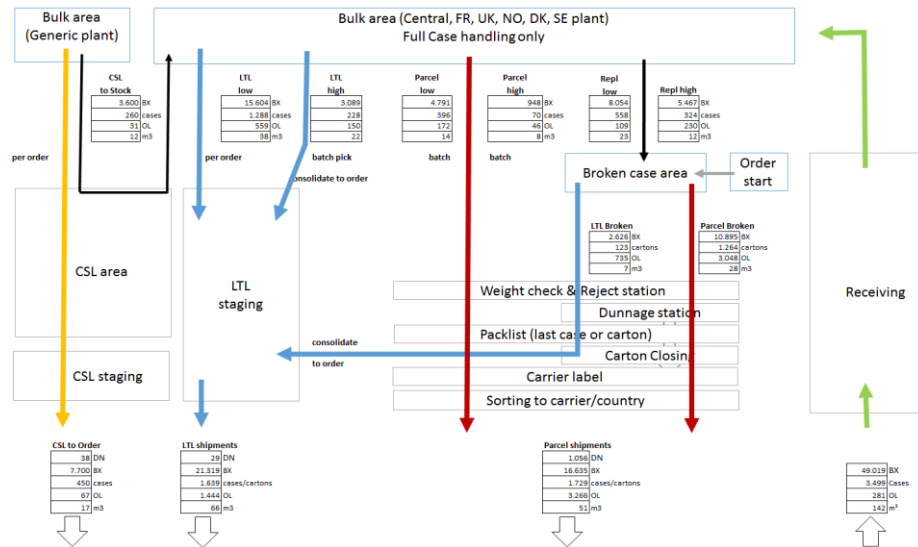 Bulk area
(Generic plant)
Bulk area (Central, FR, UK, NO, DK, SE plant)
Full Case handling only
CSL
to Stock
3.600 BX
260 cases
31 OL
12 m3
LTL
low
15.604 BX
1.288 cases
559 OL
38 m3
LTL
high
3.089
228
150
22
Parcel
low
4.791
396
172
14
Parcel
high
948 BX
70 cases
46 OL
8 m3
Repl
low
8.054
558
109
23
Repl high
5.467 BX
324 cases
230 OL
12 m3
per order
per order
batch pick
batch
batch
consolidate to order
Broken case area
Order
start
LTL Broken
2.626 BX
123 cartons
735 OL
7 m3
Parcel Broken
10.895 BX
1.264 cartons
3.048 OL
28 m3
CSL area
LTL
staging
Receiving
Weight check & Reject station
Dunnage station
Packlist (last case or carton)
consolidate
to order
Carton Closing
CSL staging
Carrier label
Sorting to carrier/country
CSL to Order
38 DN
7.700 BX
450 cases
67 OL
17 m3
LTL shipments
29 DN
21.319 BX
1.639 cases/cartons
1.444 OL
66 m3
Parcel shipments
1.056 DN
16.635 BX
1.729 cases/cartons
3.266 OL
51 m3
49.019 BX
3.499 Cases
281 OL
142 m³